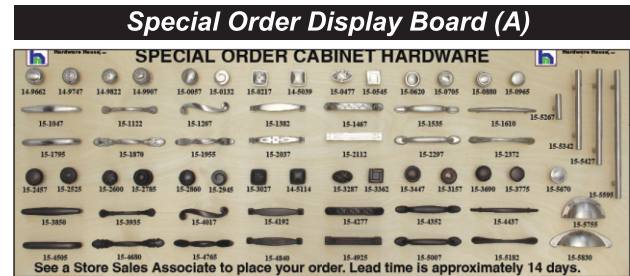 Special Order Display Board (A)
Hardware House, Inc. SPECIAL ORDER CABINET HARDWARE Hardware House, Inc.
14-9662 14-9747 14-9822 14-9907 15-0057 15-0132 15-0217 14-5039 15-0477 15-0545 15-0620 15-0705 15-0880 15-0965
15-1047 15-1122 15-1207 15-1382 15-1467 15-1535 15-1610 15-5267
15-5342
15-1795 15-1870 15-1955 15-2037 15-2112 15-2297 15-2372 15-5427
15-2457 15-2525 15-2600 15-2785 15-2860 15-2945 15-3027 14-5114 15-3287 15-3362 15-3447 15-3157 15-3690 15-3775 15-5670 15-5595
15-3850 15-3935 15-4017 15-4192 15-4277 15-4352 15-4437 15-5755
15-4505 15-4680 15-4765 15-4840 15-4925 15-5007 15-5182 15-5830
See a Store Sales Associate to place your order. Lead time is approximately 14 days.